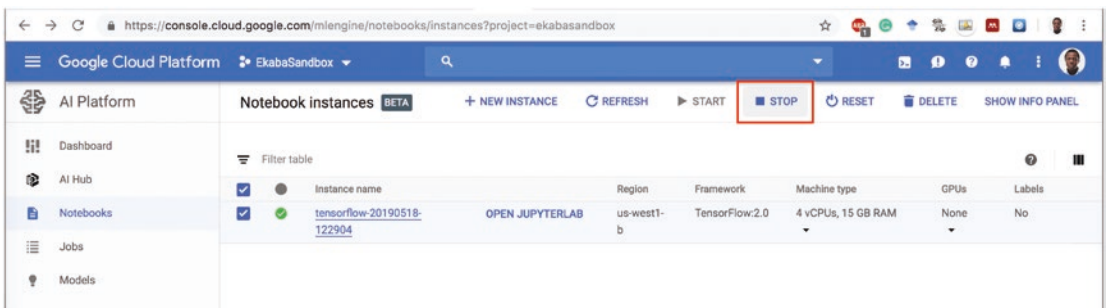 https://console.cloud.google.com/mlengine/notebooks/instances?project=ekabasandbox
Google Cloud Platform EkabaSandbox
AI Platform Notebook instances BETA + NEW INSTANCE REFRESH START STOP RESET DELETE SHOW INFO PANEL
Dashboard
Filter table
AI Hub
Instance name Region Framework Machine type GPUs Labels
Notebooks
tensorflow-20190518- OPEN JUPYTERLAB us-west1- TensorFlow:2.0 4 vCPUs, 15 GB RAM None No
122904 b
Jobs
Models